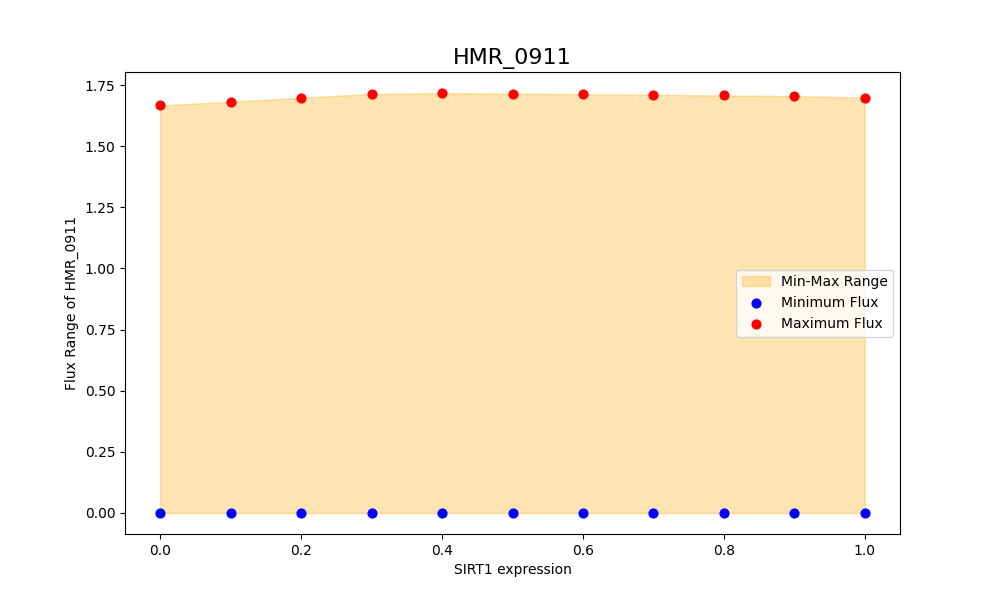 HMR_0911
Flux Range of HMR_0911
1.75
1.50
1.25
1.00
0.75
0.50
0.25
0.00
Min-Max Range
Minimum Flux
Maximum Flux
0.0 0.2 0.4 0.6 0.8 1.0
SIRT1 expression